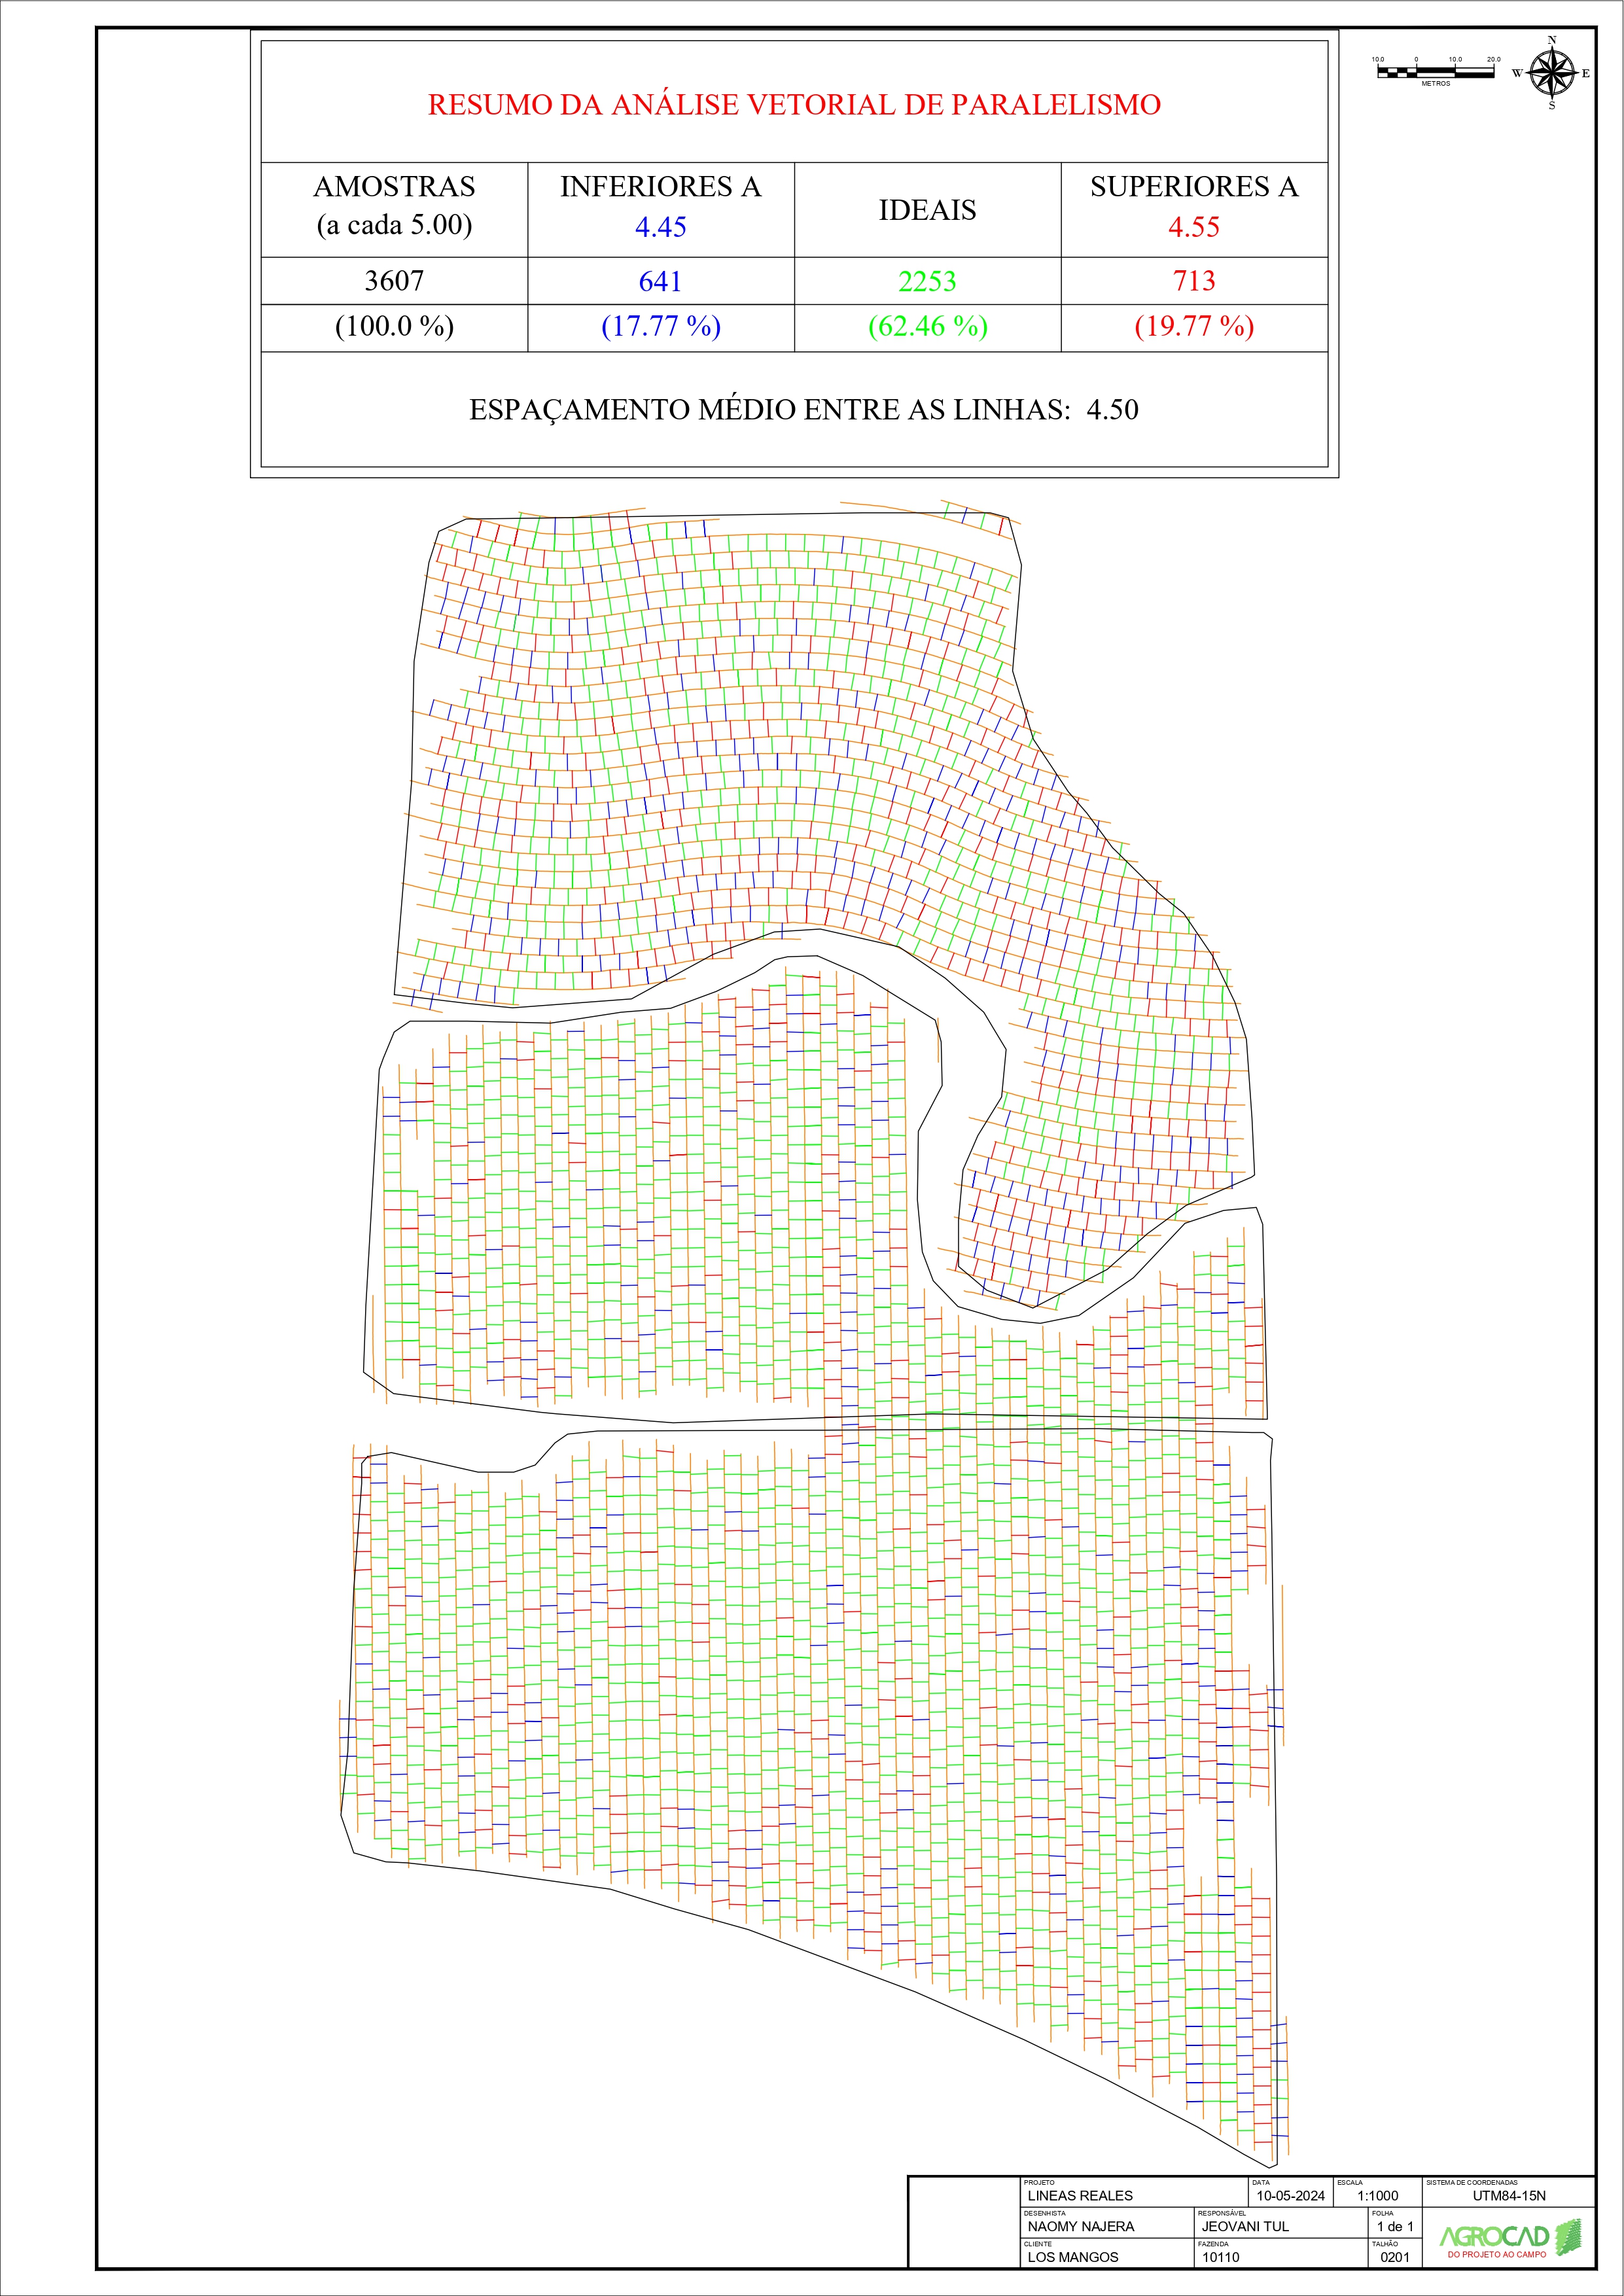 RESUMO DA ANÁLISE VETORIAL DE PARALELISMO
AMOSTRAS
(a cada 5.00)
INFERIORES A
4.45
IDEAIS
SUPERIORES A
4.55
3607
641
2253
713
(100.0 %)
(17.77 %)
(62.46 %)
(19.77 %)
ESPAÇAMENTO MÉDIO ENTRE AS LINHAS: 4.50
10.0 0 10.0 20.0
METROS
N
W
E
S
PROJETO
LINEAS REALES
DATA
10-05-2024
ESCALA
1:1000
SISTEMA DE COORDENADAS
UTM84-15N
DESENHISTA
NAOMY NAJERA
RESPONSÁVEL
JEOVANI TUL
FOLHA
1 de 1
CLIENTE
LOS MANGOS
FAZENDA
10110
TALHÃO
0201
AGROCAD
DO PROJETO AO CAMPO